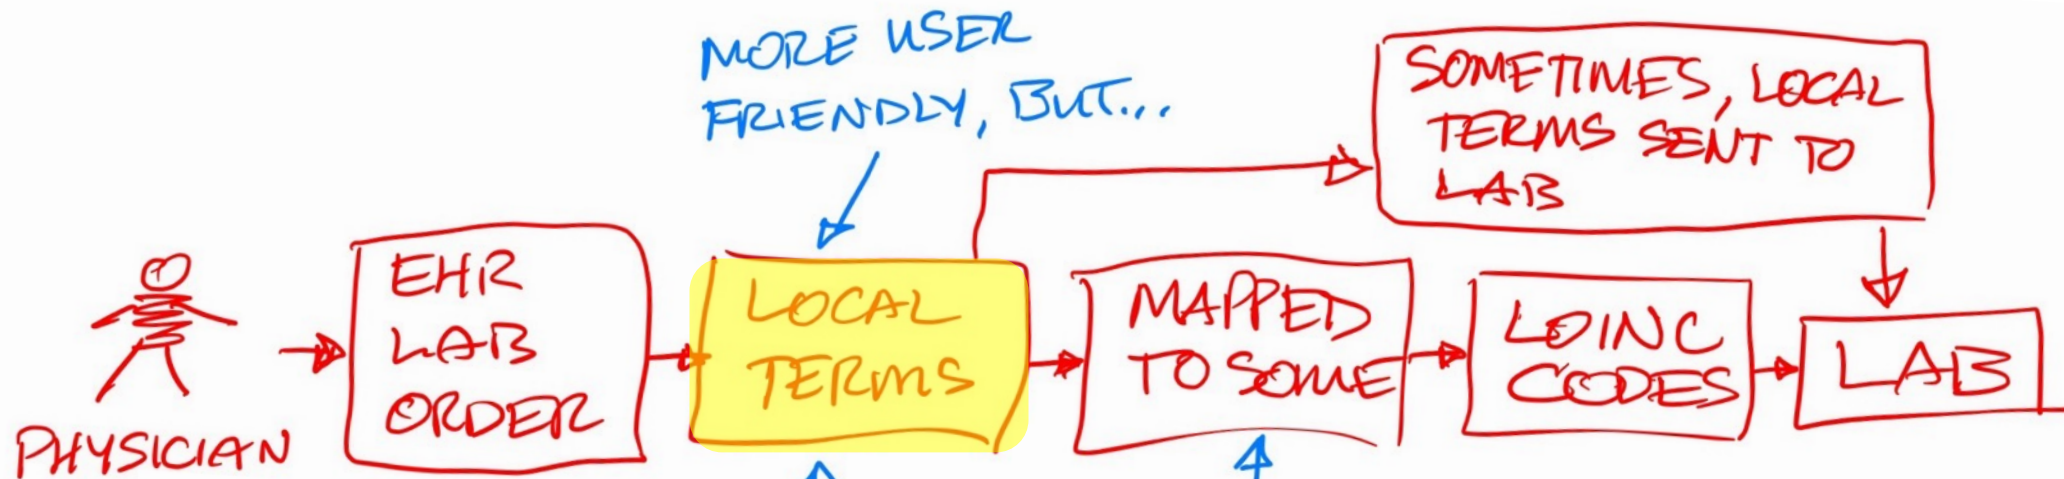 MORE USER
FRIENDLY, BUT...
SOMETIMES, LOCAL
TERMS SENT TO
LAB
PHYSICIAN
EHR
LAB
ORDER
LOCAL
TERMS
MAPPED
TO SOME
LOINC
CODES
LAB